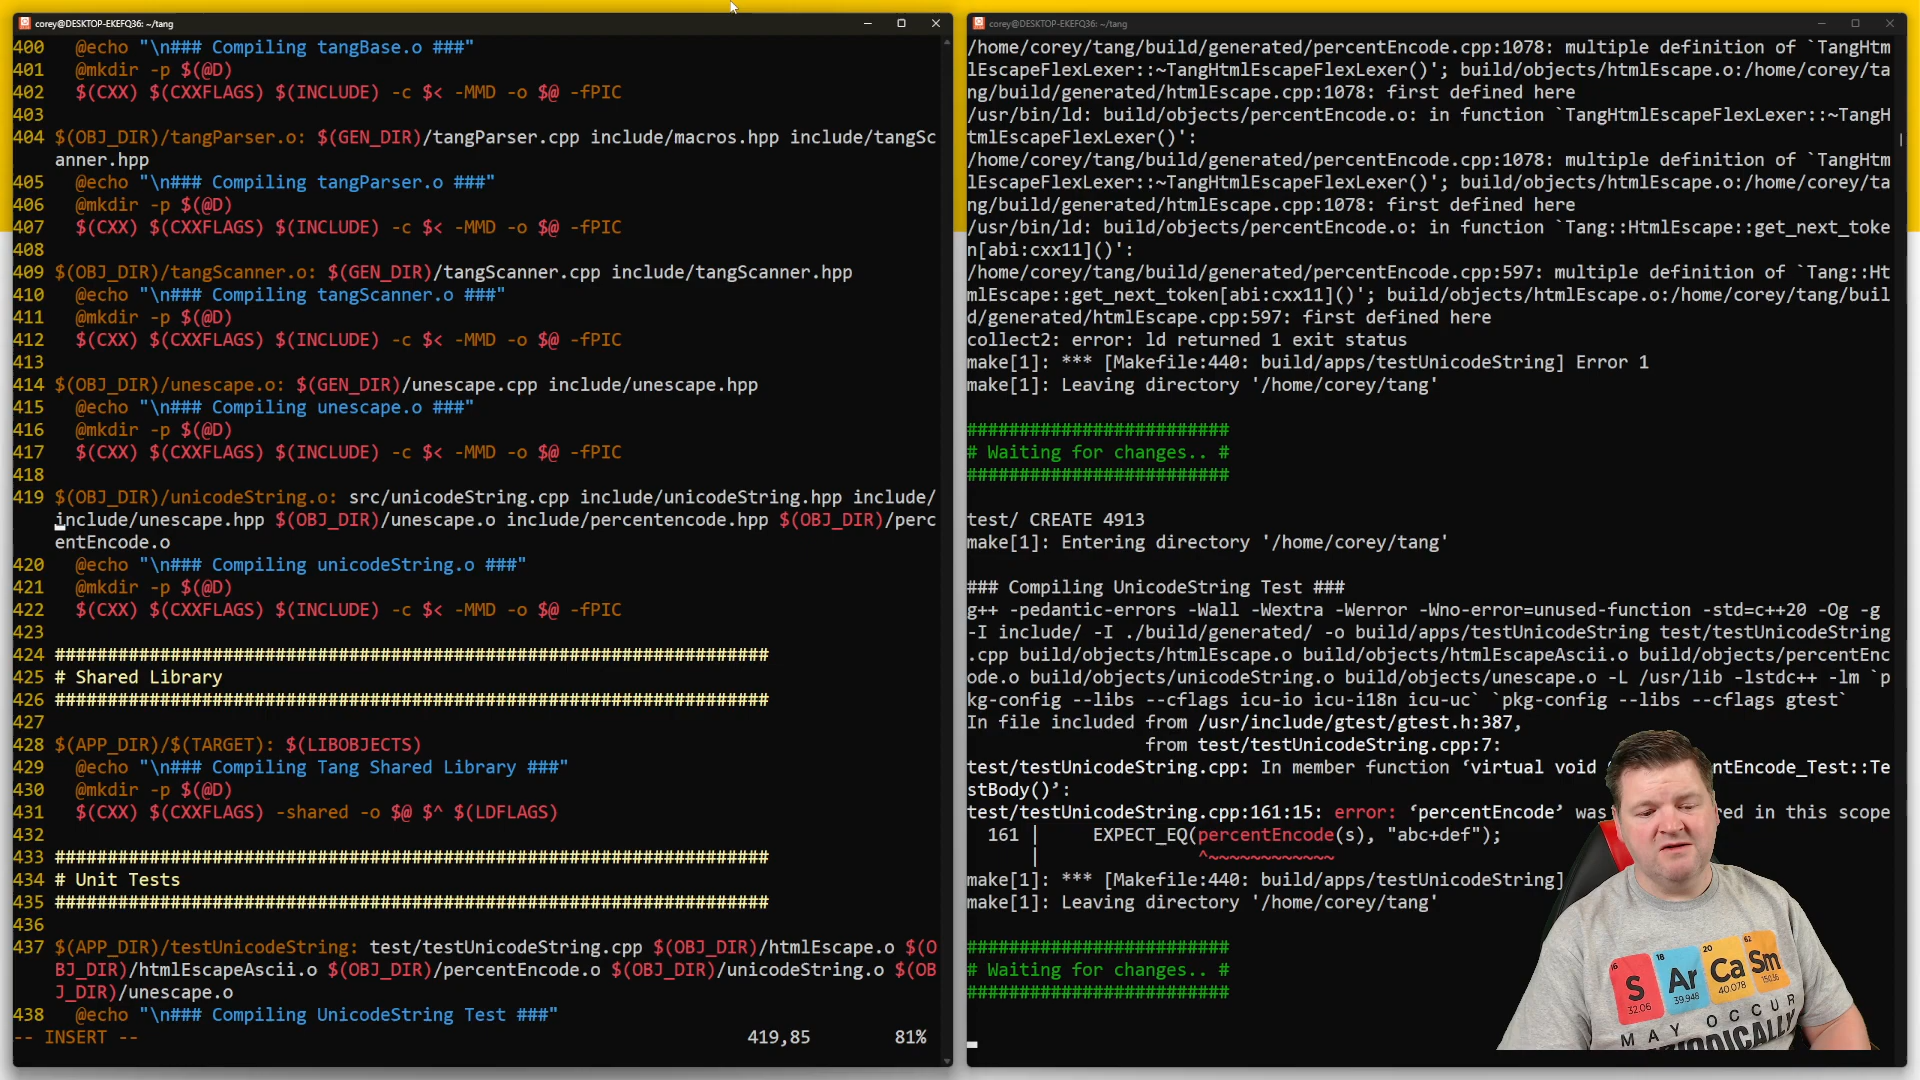 corey@DESKTOP-EKEFQ36: ~/tang
400   @echo "\n### Compiling tangBase.o ###"
401   @mkdir -p $(@D)
402   $(CXX) $(CXXFLAGS) $(INCLUDE) -c $< -MMD -o $@ -fPIC
403
404 $(OBJ_DIR)/tangParser.o: $(GEN_DIR)/tangParser.cpp include/macros.hpp include/tangSc
anner.hpp
405   @echo "\n### Compiling tangParser.o ###"
406   @mkdir -p $(@D)
407   $(CXX) $(CXXFLAGS) $(INCLUDE) -c $< -MMD -o $@ -fPIC
408
409 $(OBJ_DIR)/tangScanner.o: $(GEN_DIR)/tangScanner.cpp include/tangScanner.hpp
410   @echo "\n### Compiling tangScanner.o ###"
411   @mkdir -p $(@D)
412   $(CXX) $(CXXFLAGS) $(INCLUDE) -c $< -MMD -o $@ -fPIC
413
414 $(OBJ_DIR)/unescape.o: $(GEN_DIR)/unescape.cpp include/unescape.hpp
415   @echo "\n### Compiling unescape.o ###"
416   @mkdir -p $(@D)
417   $(CXX) $(CXXFLAGS) $(INCLUDE) -c $< -MMD -o $@ -fPIC
418
419 $(OBJ_DIR)/unicodeString.o: src/unicodeString.cpp include/unicodeString.hpp include/
include/unescape.hpp $(OBJ_DIR)/unescape.o include/percentencode.hpp $(OBJ_DIR)/perc
entEncode.o
420   @echo "\n### Compiling unicodeString.o ###"
421   @mkdir -p $(@D)
422   $(CXX) $(CXXFLAGS) $(INCLUDE) -c $< -MMD -o $@ -fPIC
423
424 ####################################################################
425 # Shared Library
426 ####################################################################
427
428 $(APP_DIR)/$(TARGET): $(LIBOBJECTS)
429   @echo "\n### Compiling Tang Shared Library ###"
430   @mkdir -p $(@D)
431   $(CXX) $(CXXFLAGS) -shared -o $@ $^ $(LDFLAGS)
432
433 ####################################################################
434 # Unit Tests
435 ####################################################################
436
437 $(APP_DIR)/testUnicodeString: test/testUnicodeString.cpp $(OBJ_DIR)/htmlEscape.o $(O
BJ_DIR)/htmlEscapeAscii.o $(OBJ_DIR)/percentEncode.o $(OBJ_DIR)/unicodeString.o $(OB
J_DIR)/unescape.o
438   @echo "\n### Compiling UnicodeString Test ###"
-- INSERT --                    419,85        81%
corey@DESKTOP-EKEFQ36: ~/tang
/home/corey/tang/build/generated/percentEncode.cpp:1078: multiple definition of `TangHtm
lEscapeFlexLexer::~TangHtmlEscapeFlexLexer()'; build/objects/htmlEscape.o:/home/corey/ta
ng/build/generated/htmlEscape.cpp:1078: first defined here
/usr/bin/ld: build/objects/percentEncode.o: in function `TangHtmlEscapeFlexLexer::~TangH
tmlEscapeFlexLexer()':
/home/corey/tang/build/generated/percentEncode.cpp:1078: multiple definition of `TangHtm
lEscapeFlexLexer::~TangHtmlEscapeFlexLexer()'; build/objects/htmlEscape.o:/home/corey/ta
ng/build/generated/htmlEscape.cpp:1078: first defined here
/usr/bin/ld: build/objects/percentEncode.o: in function `Tang::HtmlEscape::get_next_toke
n[abi:cxx11]()':
/home/corey/tang/build/generated/percentEncode.cpp:597: multiple definition of `Tang::Ht
mlEscape::get_next_token[abi:cxx11]()'; build/objects/htmlEscape.o:/home/corey/tang/buil
d/generated/htmlEscape.cpp:597: first defined here
collect2: error: ld returned 1 exit status
make[1]: *** [Makefile:440: build/apps/testUnicodeString] Error 1
make[1]: Leaving directory '/home/corey/tang'
#########################
# Waiting for changes.. #
#########################
test/ CREATE 4913
make[1]: Entering directory '/home/corey/tang'
### Compiling UnicodeString Test ###
g++ -pedantic-errors -Wall -Wextra -Werror -Wno-error=unused-function -std=c++20 -Og -g
-I include/ -I ./build/generated/ -o build/apps/testUnicodeString test/testUnicodeString
.cpp build/objects/htmlEscape.o build/objects/htmlEscapeAscii.o build/objects/percentEnc
ode.o build/objects/unicodeString.o build/objects/unescape.o -L /usr/lib -lstdc++ -lm `p
kg-config --libs --cflags icu-io icu-i18n icu-uc` `pkg-config --libs --cflags gtest`
In file included from /usr/include/gtest/gtest.h:387,
                 from test/testUnicodeString.cpp:7:
test/testUnicodeString.cpp: In member function ‘virtual void ntEncode_Test::Te
stBody()’:
test/testUnicodeString.cpp:161:15: error: ‘percentEncode’ was in this scope
  161 |     EXPECT_EQ(percentEncode(s), "abc+def");
      |               ^~~~~~~~~~~~~
make[1]: *** [Makefile:440: build/apps/testUnicodeString]
make[1]: Leaving directory '/home/corey/tang'
#########################
# Waiting for changes.. #
#########################
16 18 20 62
S Ar Ca Sm
32.06 39.948 40.078 150.36
MAY OCCUR